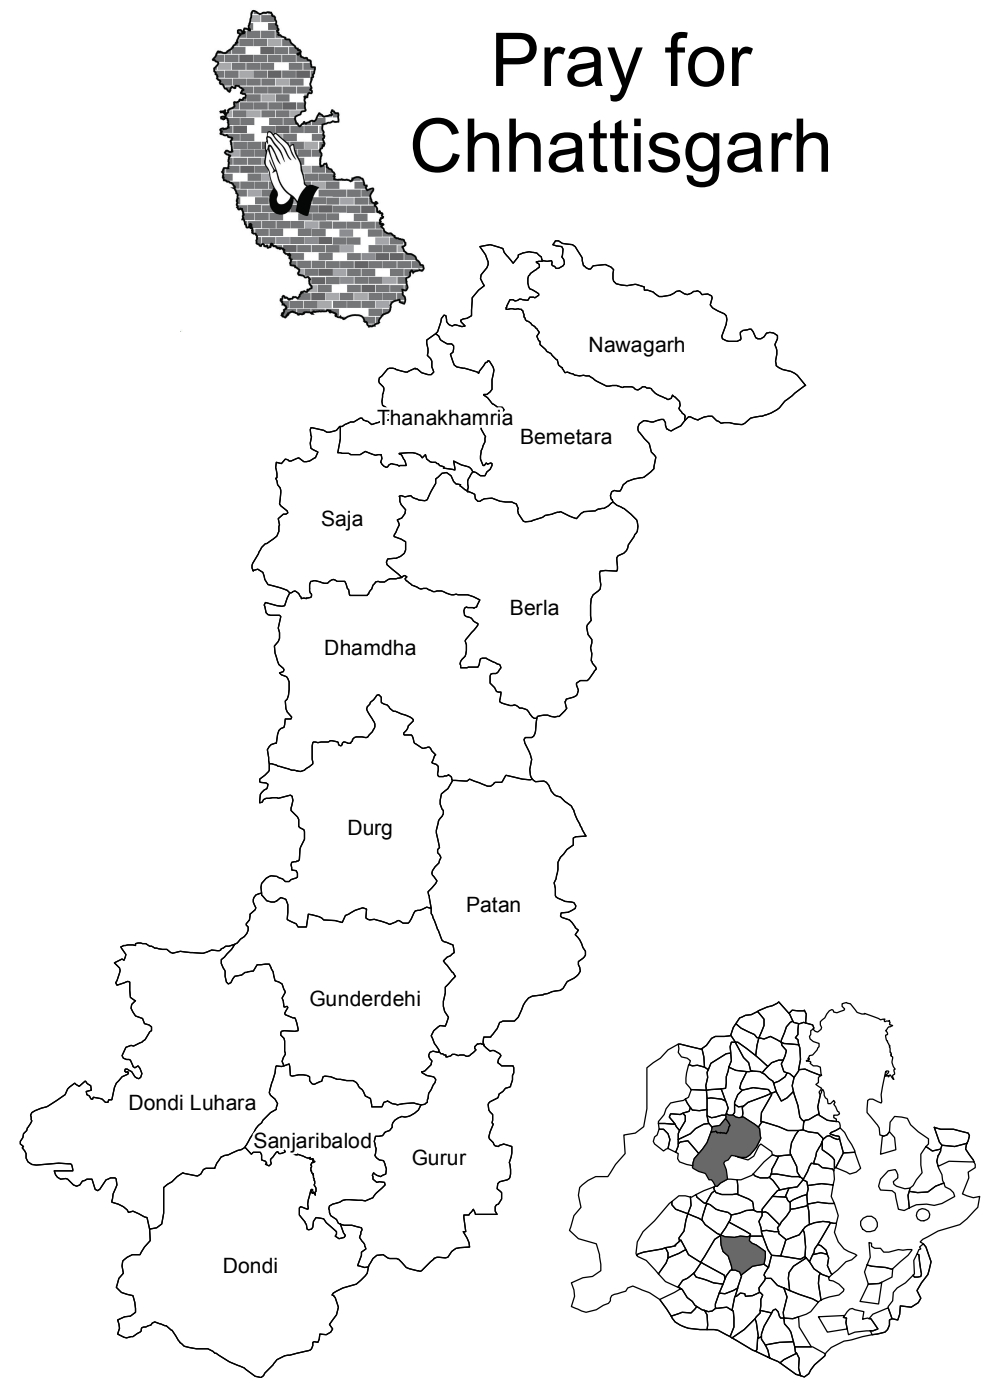 Pray for
Chhattisgarh
Nawagarh
Thanakhamria
Bemetara
Saja
Berla
Dhamdha
Durg
Patan
Gunderdehi
Dondi Luhara
Sanjaribalod
Gurur
Dondi